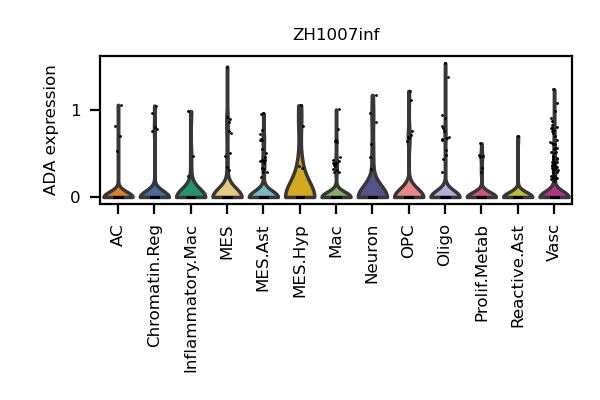 ZH1007inf
ADA expression
1
0
AC
Chromatin.Reg
Inflammatory.Mac
MES
MES.Ast
MES.Hyp
Mac
Neuron
OPC
Oligo
Prolif.Metab
Reactive.Ast
Vasc